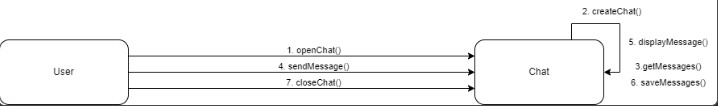 2. createChat()
5. displayMessage()
1. openChat()
User
4. sendMessage()
Chat
3.getMessages()
7. closeChat()
6. saveMessages()